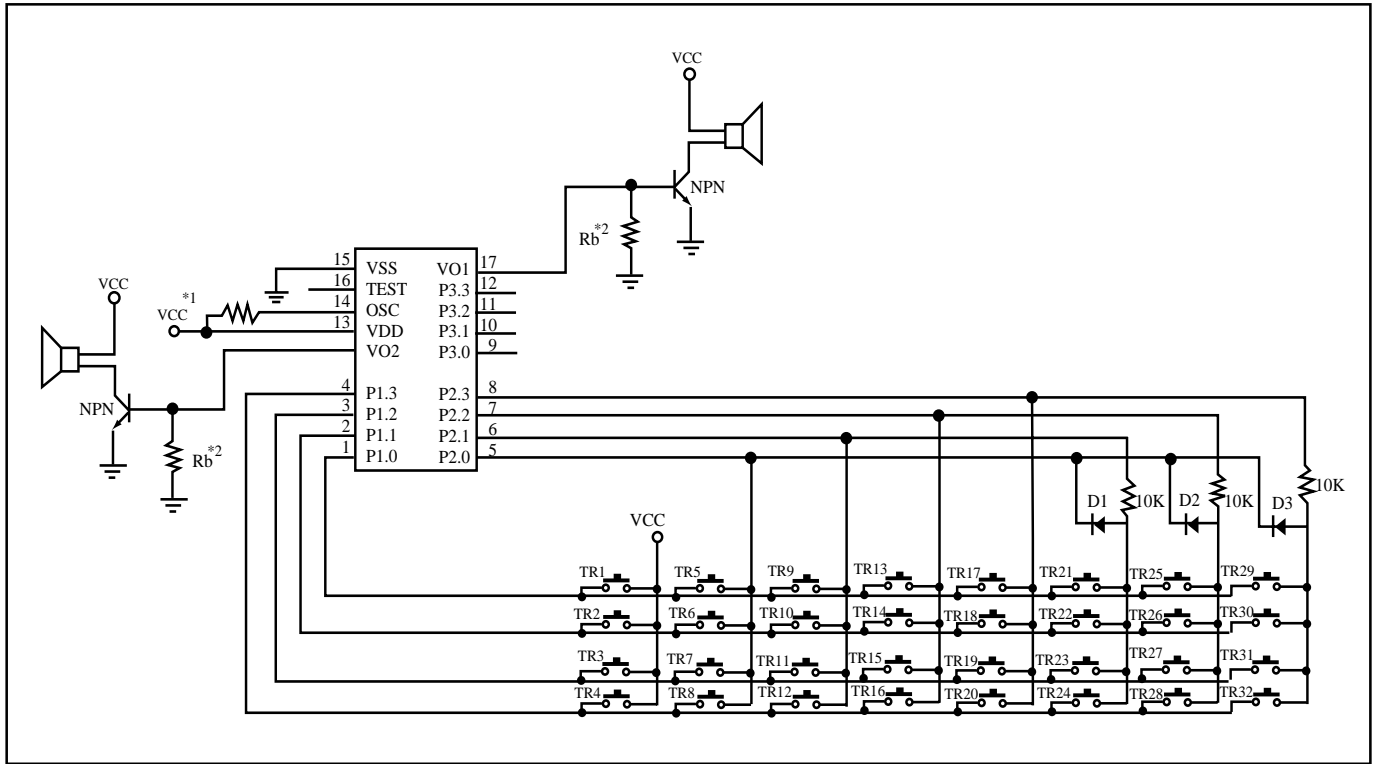 VCC
NPN
Rb*2
VCC
*1
VCC
NPN
Rb*2
15 VSS VO1 17
16 TEST P3.3 12
14 OSC P3.2 11
13 VDD P3.1 10
VO2 P3.0 9
4 P1.3 P2.3 8
3 P1.2 P2.2 7
2 P1.1 P2.1 6
1 P1.0 P2.0 5
D1 10K D2 10K D3 10K
VCC
TR1 TR5 TR9 TR13 TR17 TR21 TR25 TR29
TR2 TR6 TR10 TR14 TR18 TR22 TR26 TR30
TR3 TR7 TR11 TR15 TR19 TR23 TR27 TR31
TR4 TR8 TR12 TR16 TR20 TR24 TR28 TR32